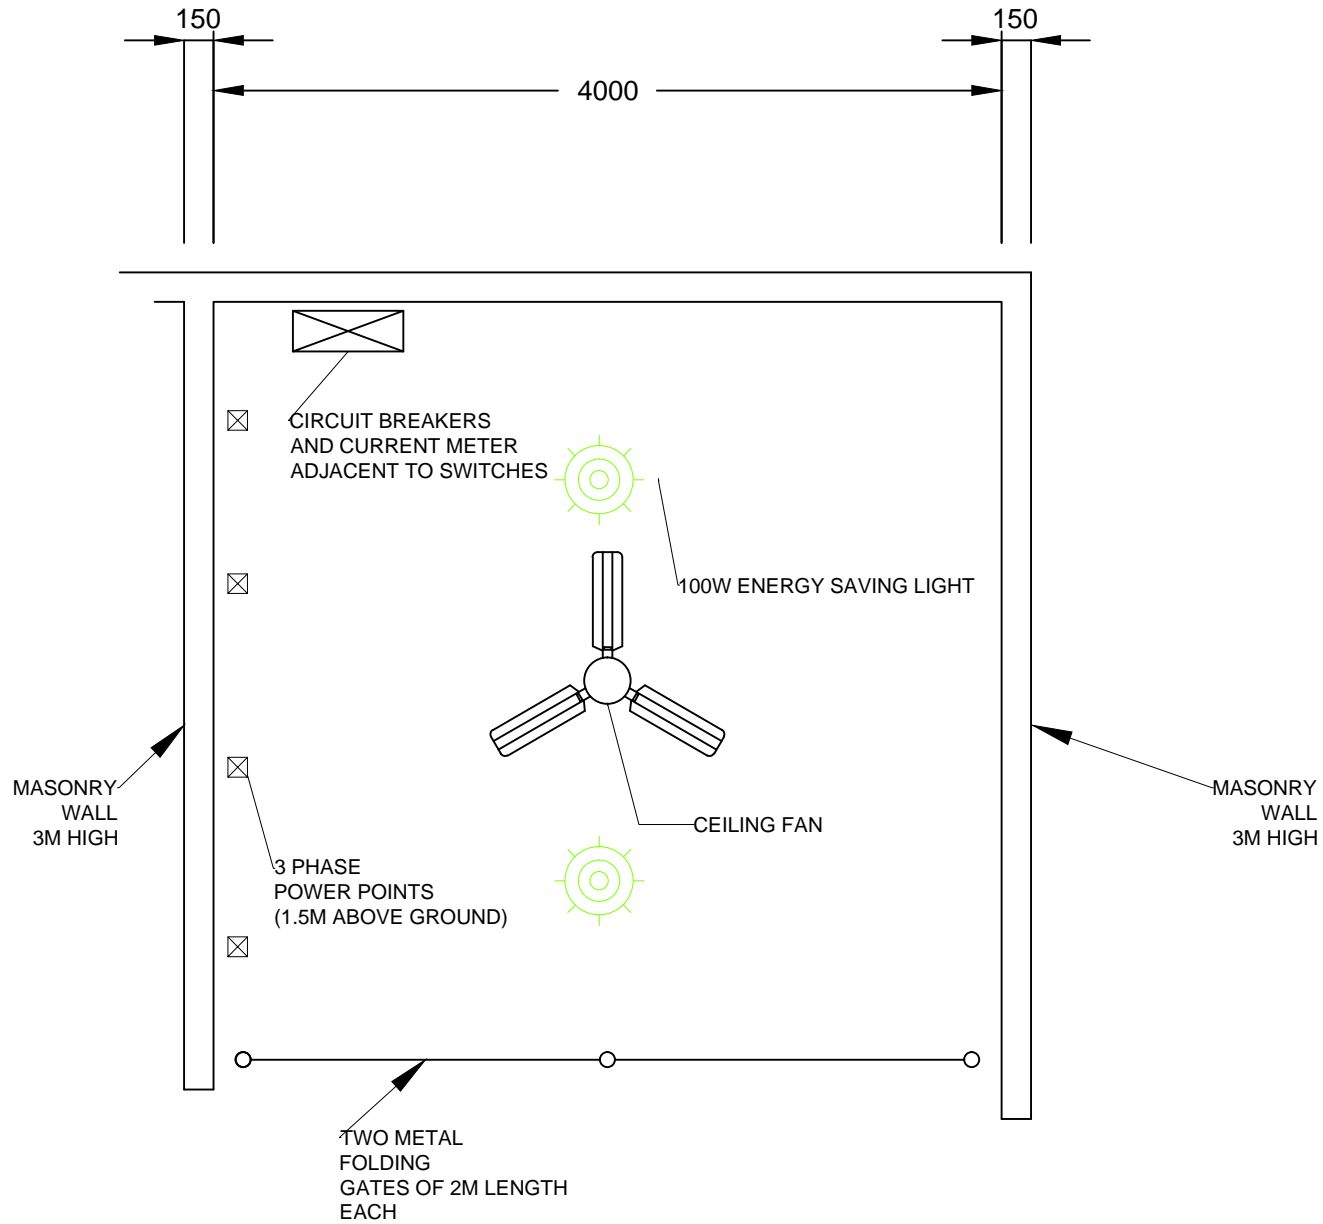 150
150
4000
CIRCUIT BREAKERS
AND CURRENT METER
ADJACENT TO SWITCHES
100W ENERGY SAVING LIGHT
MASONRY
WALL
3M HIGH
MASONRY
WALL
3M HIGH
CEILING FAN
3 PHASE
POWER POINTS
(1.5M ABOVE GROUND)
TWO METAL
FOLDING
GATES OF 2M LENGTH
EACH